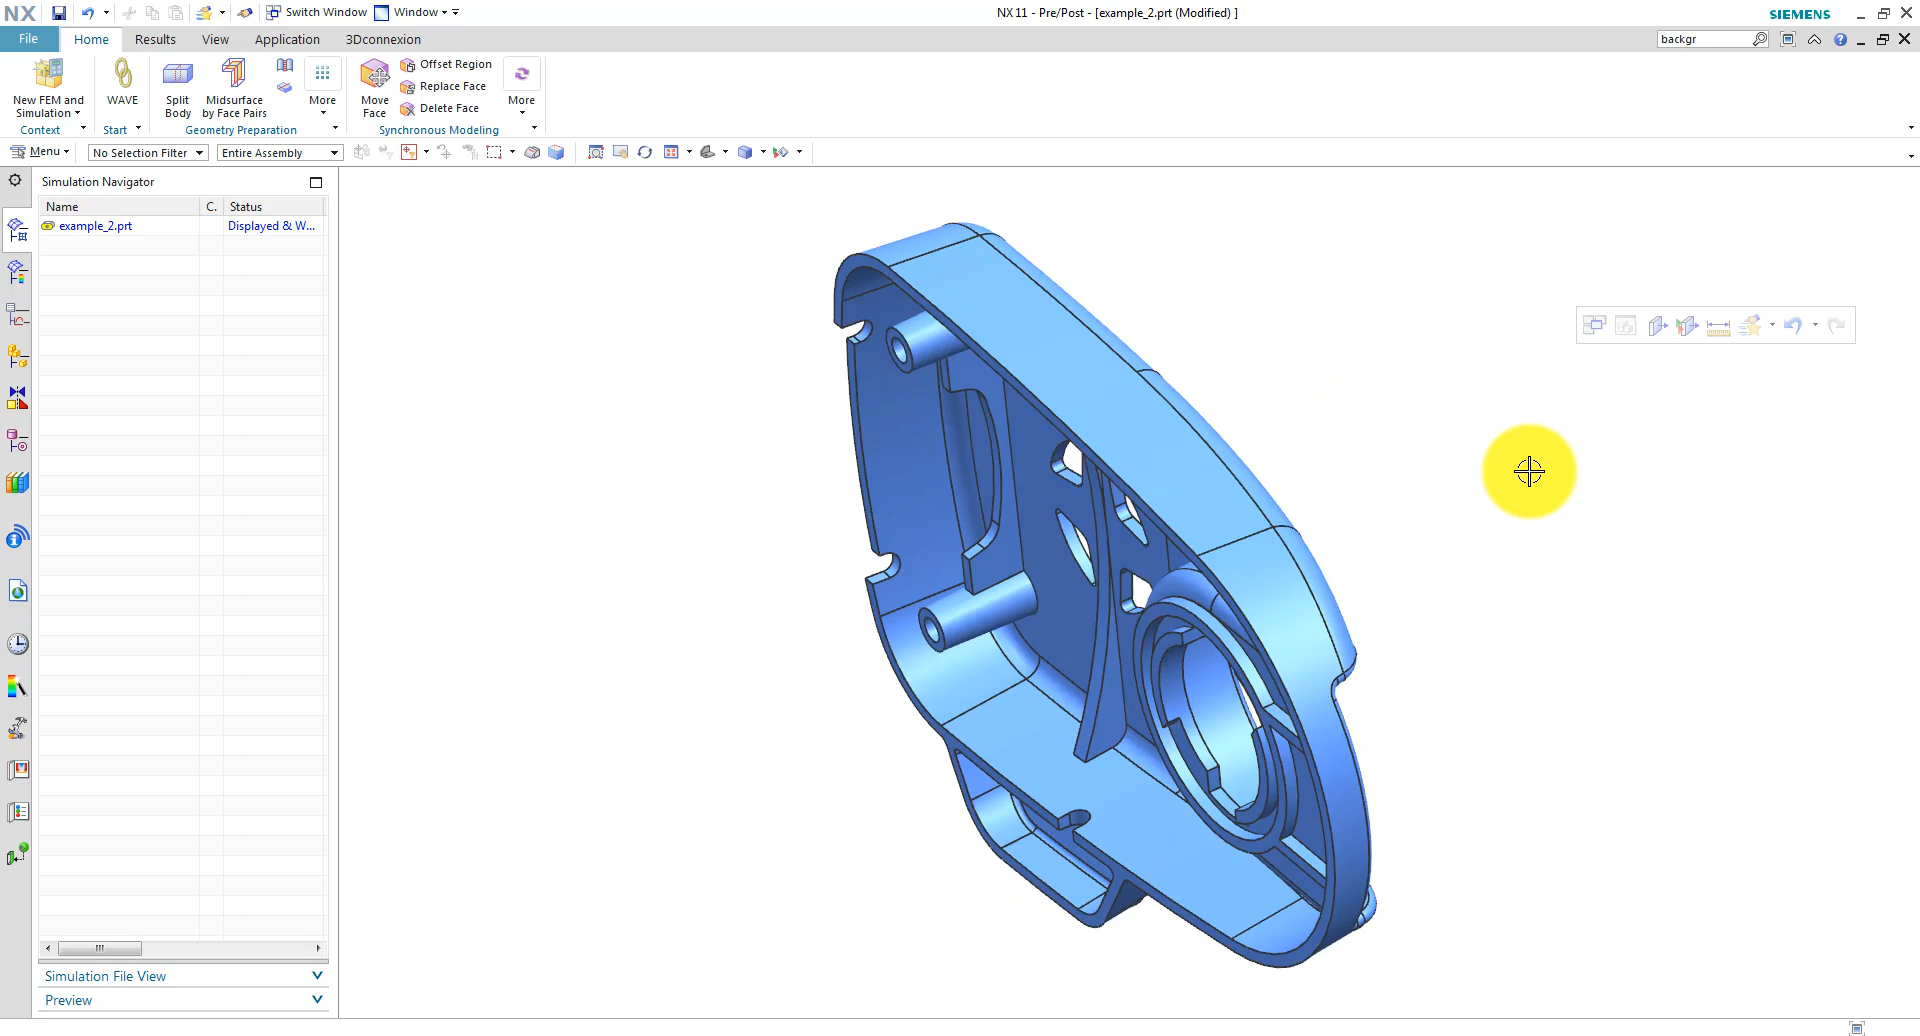 NX
Switch Window
Window
NX 11 - Pre/Post - [example_2.prt (Modified) ]
SIEMENS
File
Home
Results
View
Application
3Dconnexion
backgr
New FEM and
Simulation
WAVE
Split
Body
Midsurface
by Face Pairs
More
Move
Face
Offset Region
Replace Face
Delete Face
More
Context
Start
Geometry Preparation
Synchronous Modeling
Menu
No Selection Filter
Entire Assembly
Simulation Navigator
Name
C.
Status
example_2.prt
Displayed & W...
Simulation File View
Preview